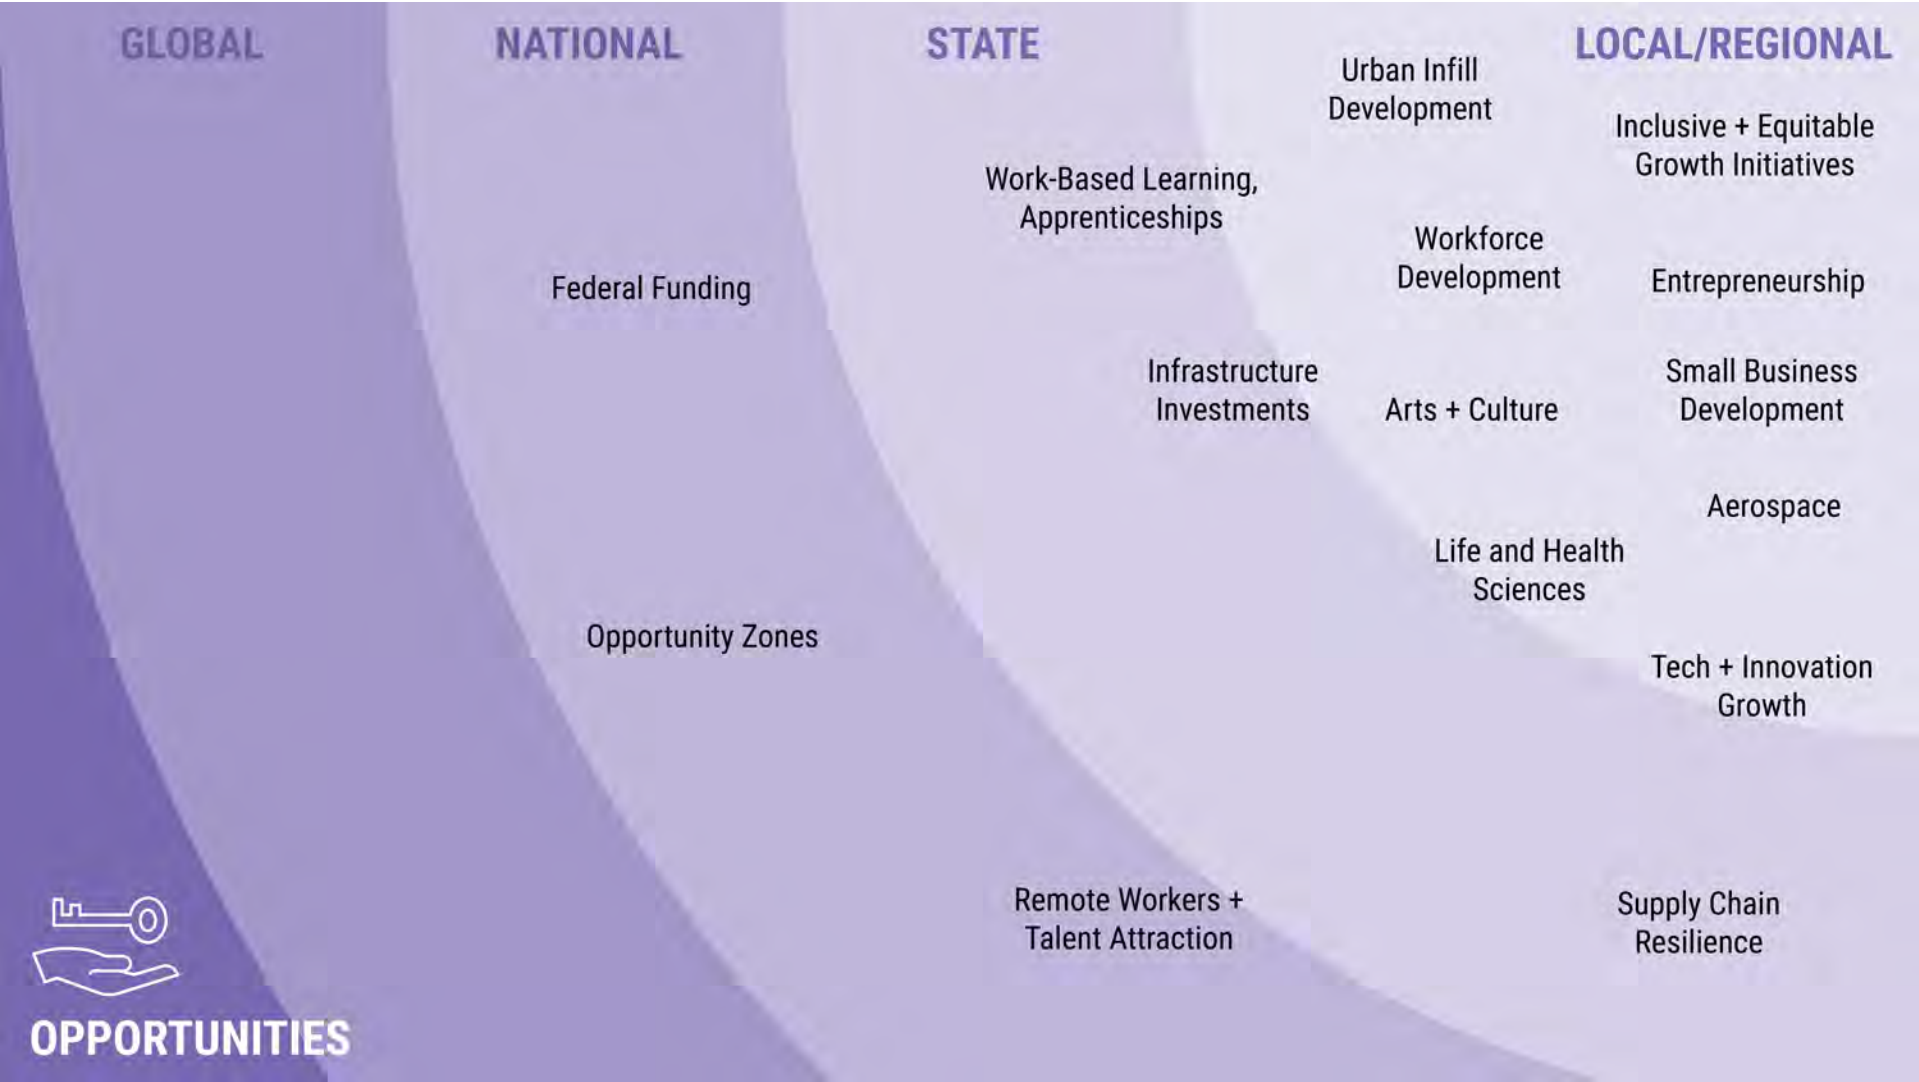 GLOBAL
NATIONAL
STATE
LOCAL/REGIONAL
Urban Infill
Development
Inclusive + Equitable
Growth Initiatives
Work-Based Learning,
Apprenticeships
Workforce
Development
Entrepreneurship
Federal Funding
Infrastructure
Investments
Arts + Culture
Small Business
Development
Aerospace
Life and Health
Sciences
Opportunity Zones
Tech + Innovation
Growth
Remote Workers +
Talent Attraction
Supply Chain
Resilience
OPPORTUNITIES